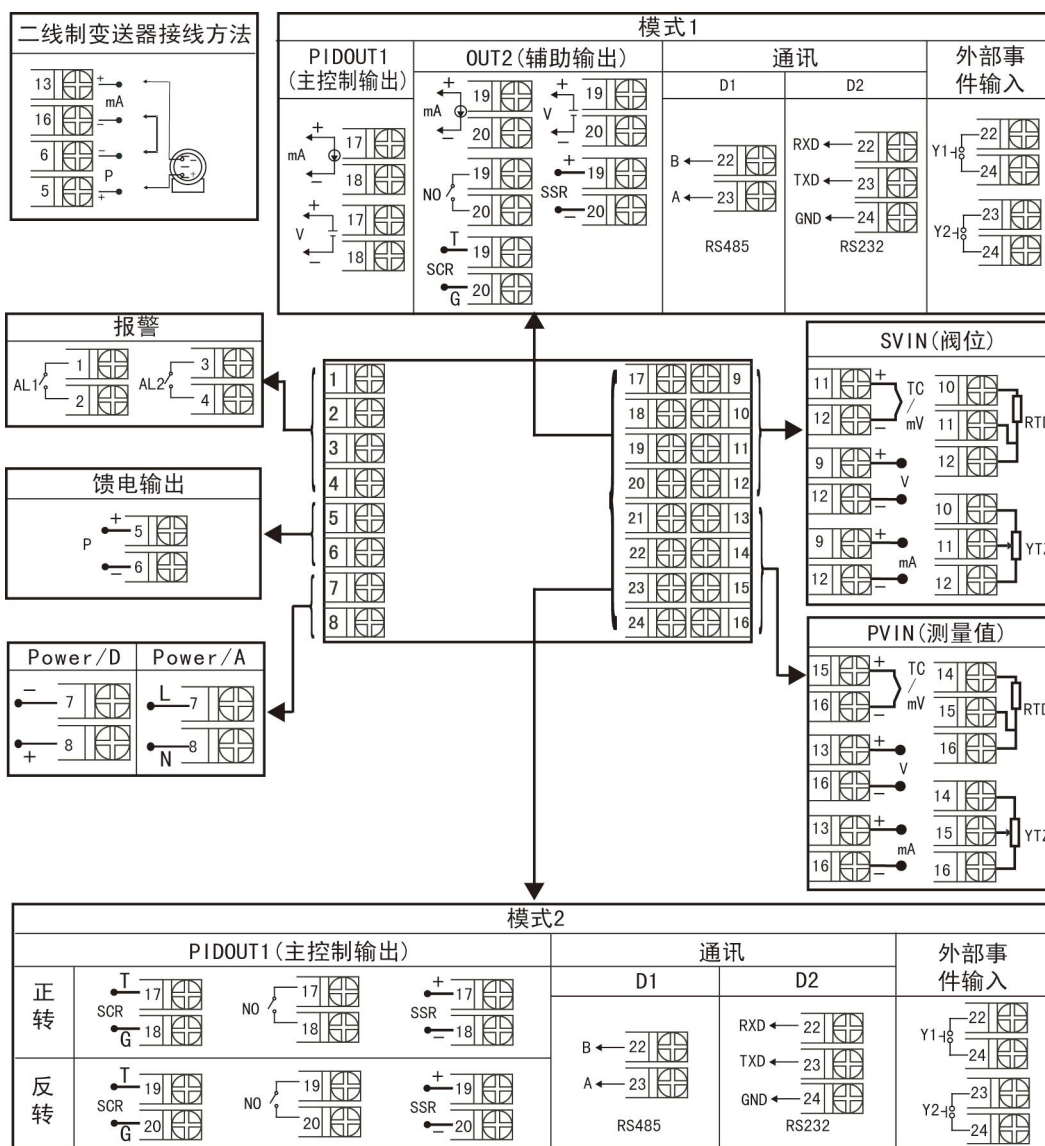 二线制变送器接线方法
13
+
mA
16
−
6
−
P
5
+
模式1
PIDOUT1
(主控制输出)
OUT2(辅助输出)
通讯
外部事
件输入
D1
D2
+
mA
−
17
18
+
V
−
17
18
+
mA
−
19
20
+
V
−
19
20
NO
19
20
+
SSR
−
19
20
T
SCR
G
19
20
B
22
A
23
RS485
RXD
22
TXD
23
GND
24
RS232
Y1
22
24
Y2
23
24
报警
AL1
1
2
AL2
3
4
馈电输出
+
P
−
5
6
Power/D
Power/A
−
7
+
8
L
7
N
8
1
2
3
4
5
6
7
8
17
9
18
10
19
11
20
12
21
13
22
14
23
15
24
16
SVIN(阀位)
11
+
TC
/
mV
12
−
10
11
RTD
12
9
+
V
12
−
9
+
mA
12
−
10
11
YTZ
12
PVIN(测量值)
15
+
TC
/
mV
16
−
14
15
RTD
16
13
+
V
16
−
13
+
mA
16
−
14
15
YTZ
16
模式2
PIDOUT1(主控制输出)
通讯
外部事
件输入
D1
D2
正
转
T
SCR
G
17
18
NO
17
18
+
SSR
−
17
18
反
转
T
SCR
G
19
20
NO
19
20
+
SSR
−
19
20
B
22
A
23
RS485
RXD
22
TXD
23
GND
24
RS232
Y1
22
24
Y2
23
24